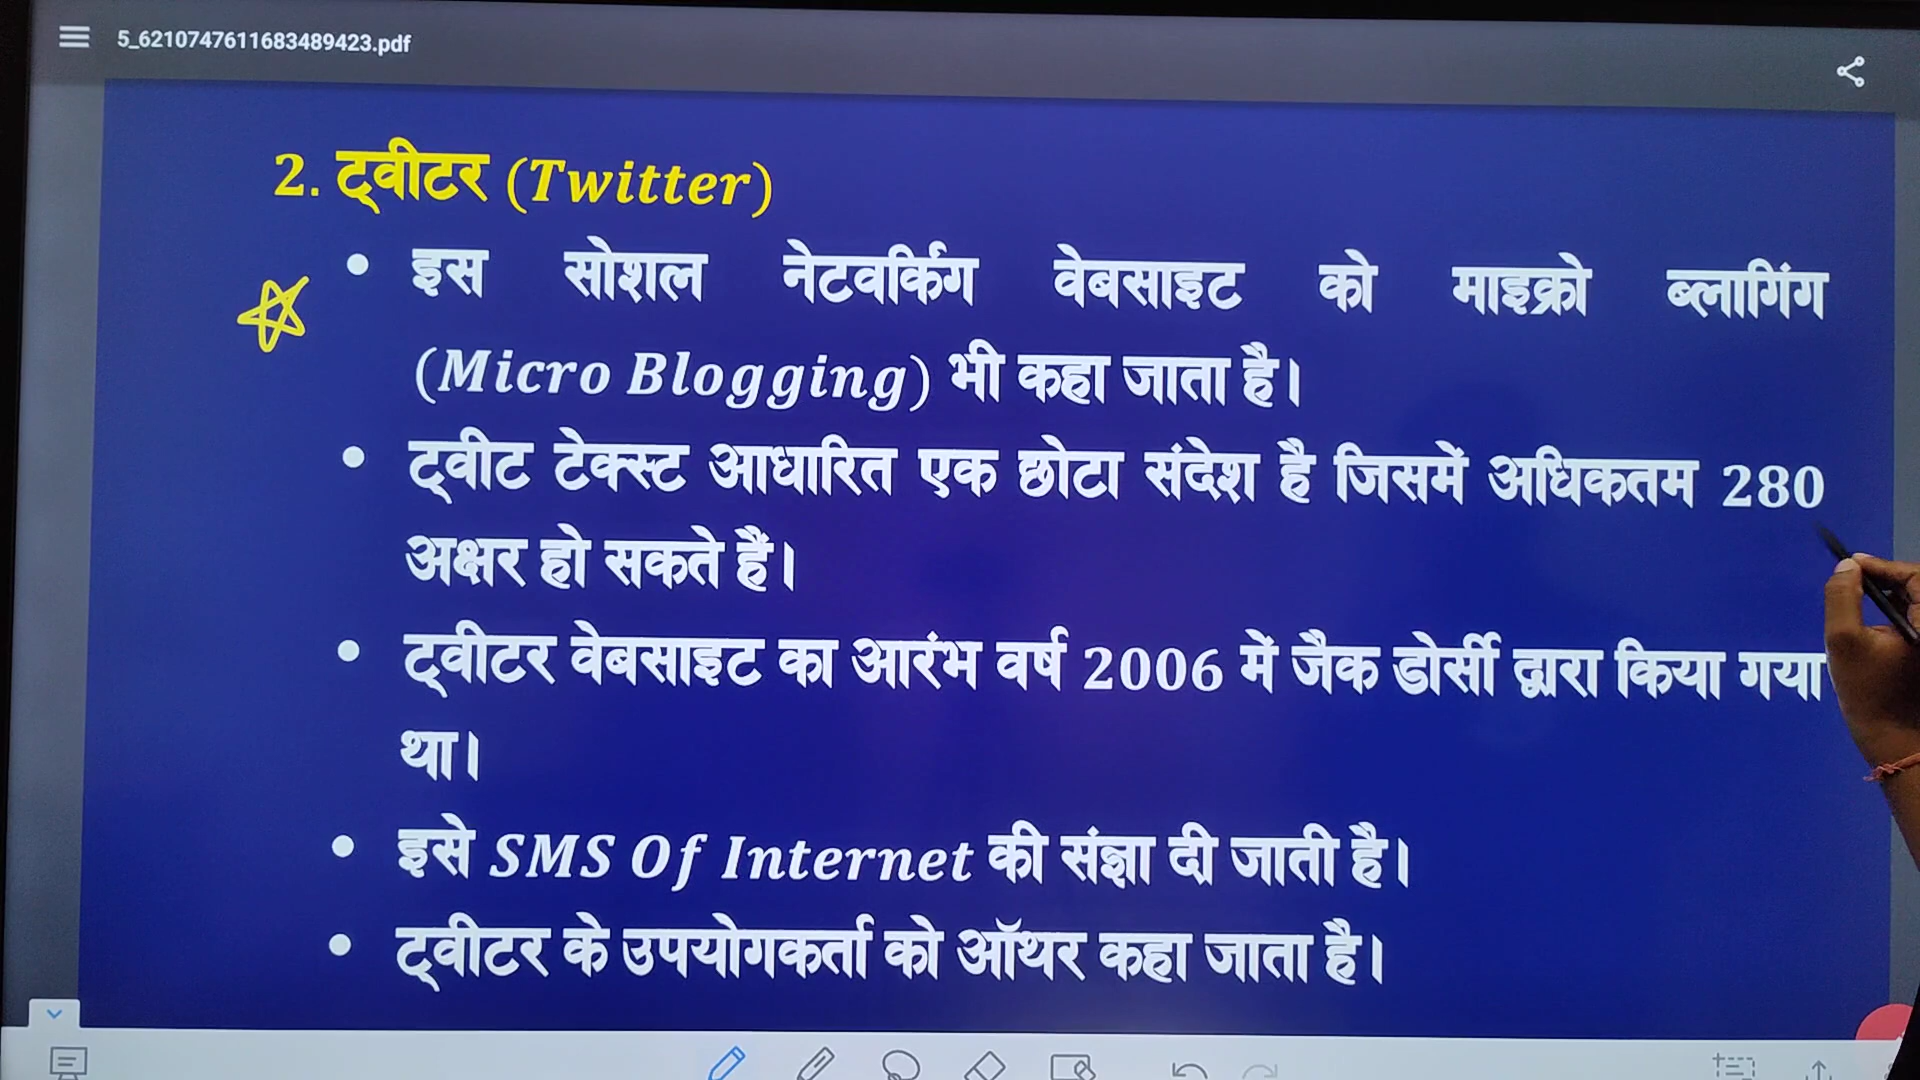 5_6210747611683489423.pdf
2. ट्वीटर (Twitter)
• इस सोशल नेटवर्किंग वेबसाइट को माइक्रो ब्लागिंग
(Micro Blogging) भी कहा जाता है।
• ट्वीट टेक्स्ट आधारित एक छोटा संदेश है जिसमें अधिकतम 280
अक्षर हो सकते हैं।
• ट्वीटर वेबसाइट का आरंभ वर्ष 2006 में जैक डोर्सी द्वारा किया गया
था।
• इसे SMS Of Internet की संज्ञा दी जाती है।
• ट्वीटर के उपयोगकर्ता को ऑथर कहा जाता है।